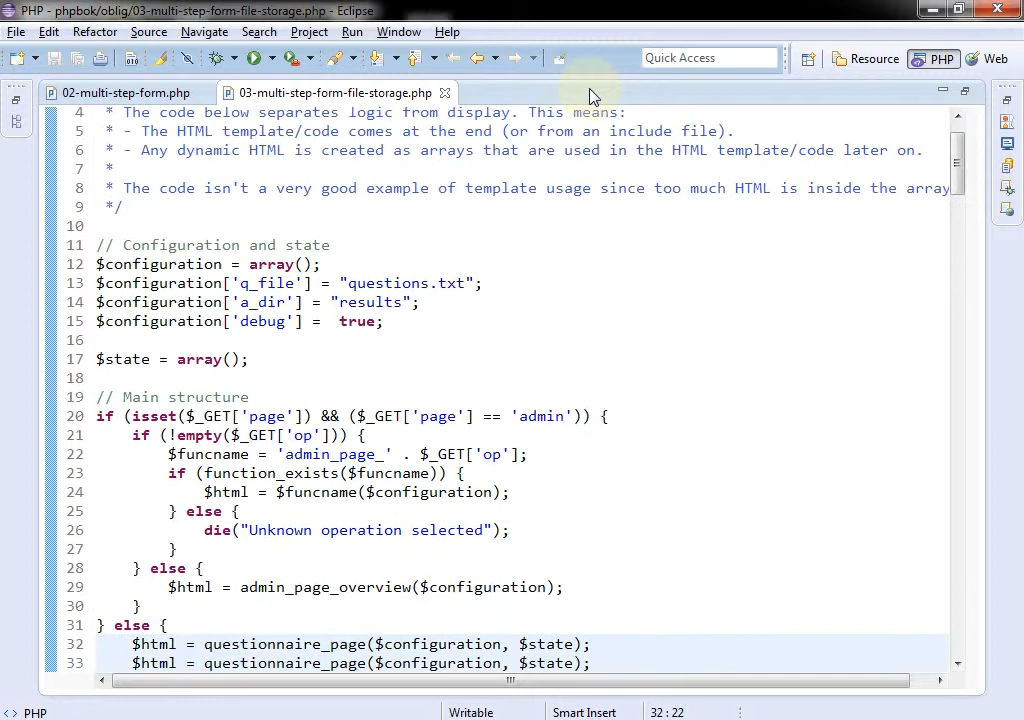 PHP - phpbok/oblig/03-multi-step-form-file-storage.php - Eclipse
File Edit Refactor Source Navigate Search Project Run Window Help
Quick Access Resource PHP Web
02-multi-step-form.php 03-multi-step-form-file-storage.php
4 * The code below separates logic from display. This means:
5 * - The HTML template/code comes at the end (or from an include file).
6 * - Any dynamic HTML is created as arrays that are used in the HTML template/code later on.
7 *
8 * The code isn't a very good example of template usage since too much HTML is inside the array
9 */
10
11 // Configuration and state
12 $configuration = array();
13 $configuration['q_file'] = "questions.txt";
14 $configuration['a_dir'] = "results";
15 $configuration['debug'] =  true;
16
17 $state = array();
18
19 // Main structure
20 if (isset($_GET['page']) && ($_GET['page'] == 'admin')) {
21     if (!empty($_GET['op'])) {
22         $funcname = 'admin_page_' . $_GET['op'];
23         if (function_exists($funcname)) {
24             $html = $funcname($configuration);
25         } else {
26             die("Unknown operation selected");
27         }
28     } else {
29         $html = admin_page_overview($configuration);
30     }
31 } else {
32     $html = questionnaire_page($configuration, $state);
33     $html = questionnaire_page($configuration, $state);
PHP Writable Smart Insert 32 : 22